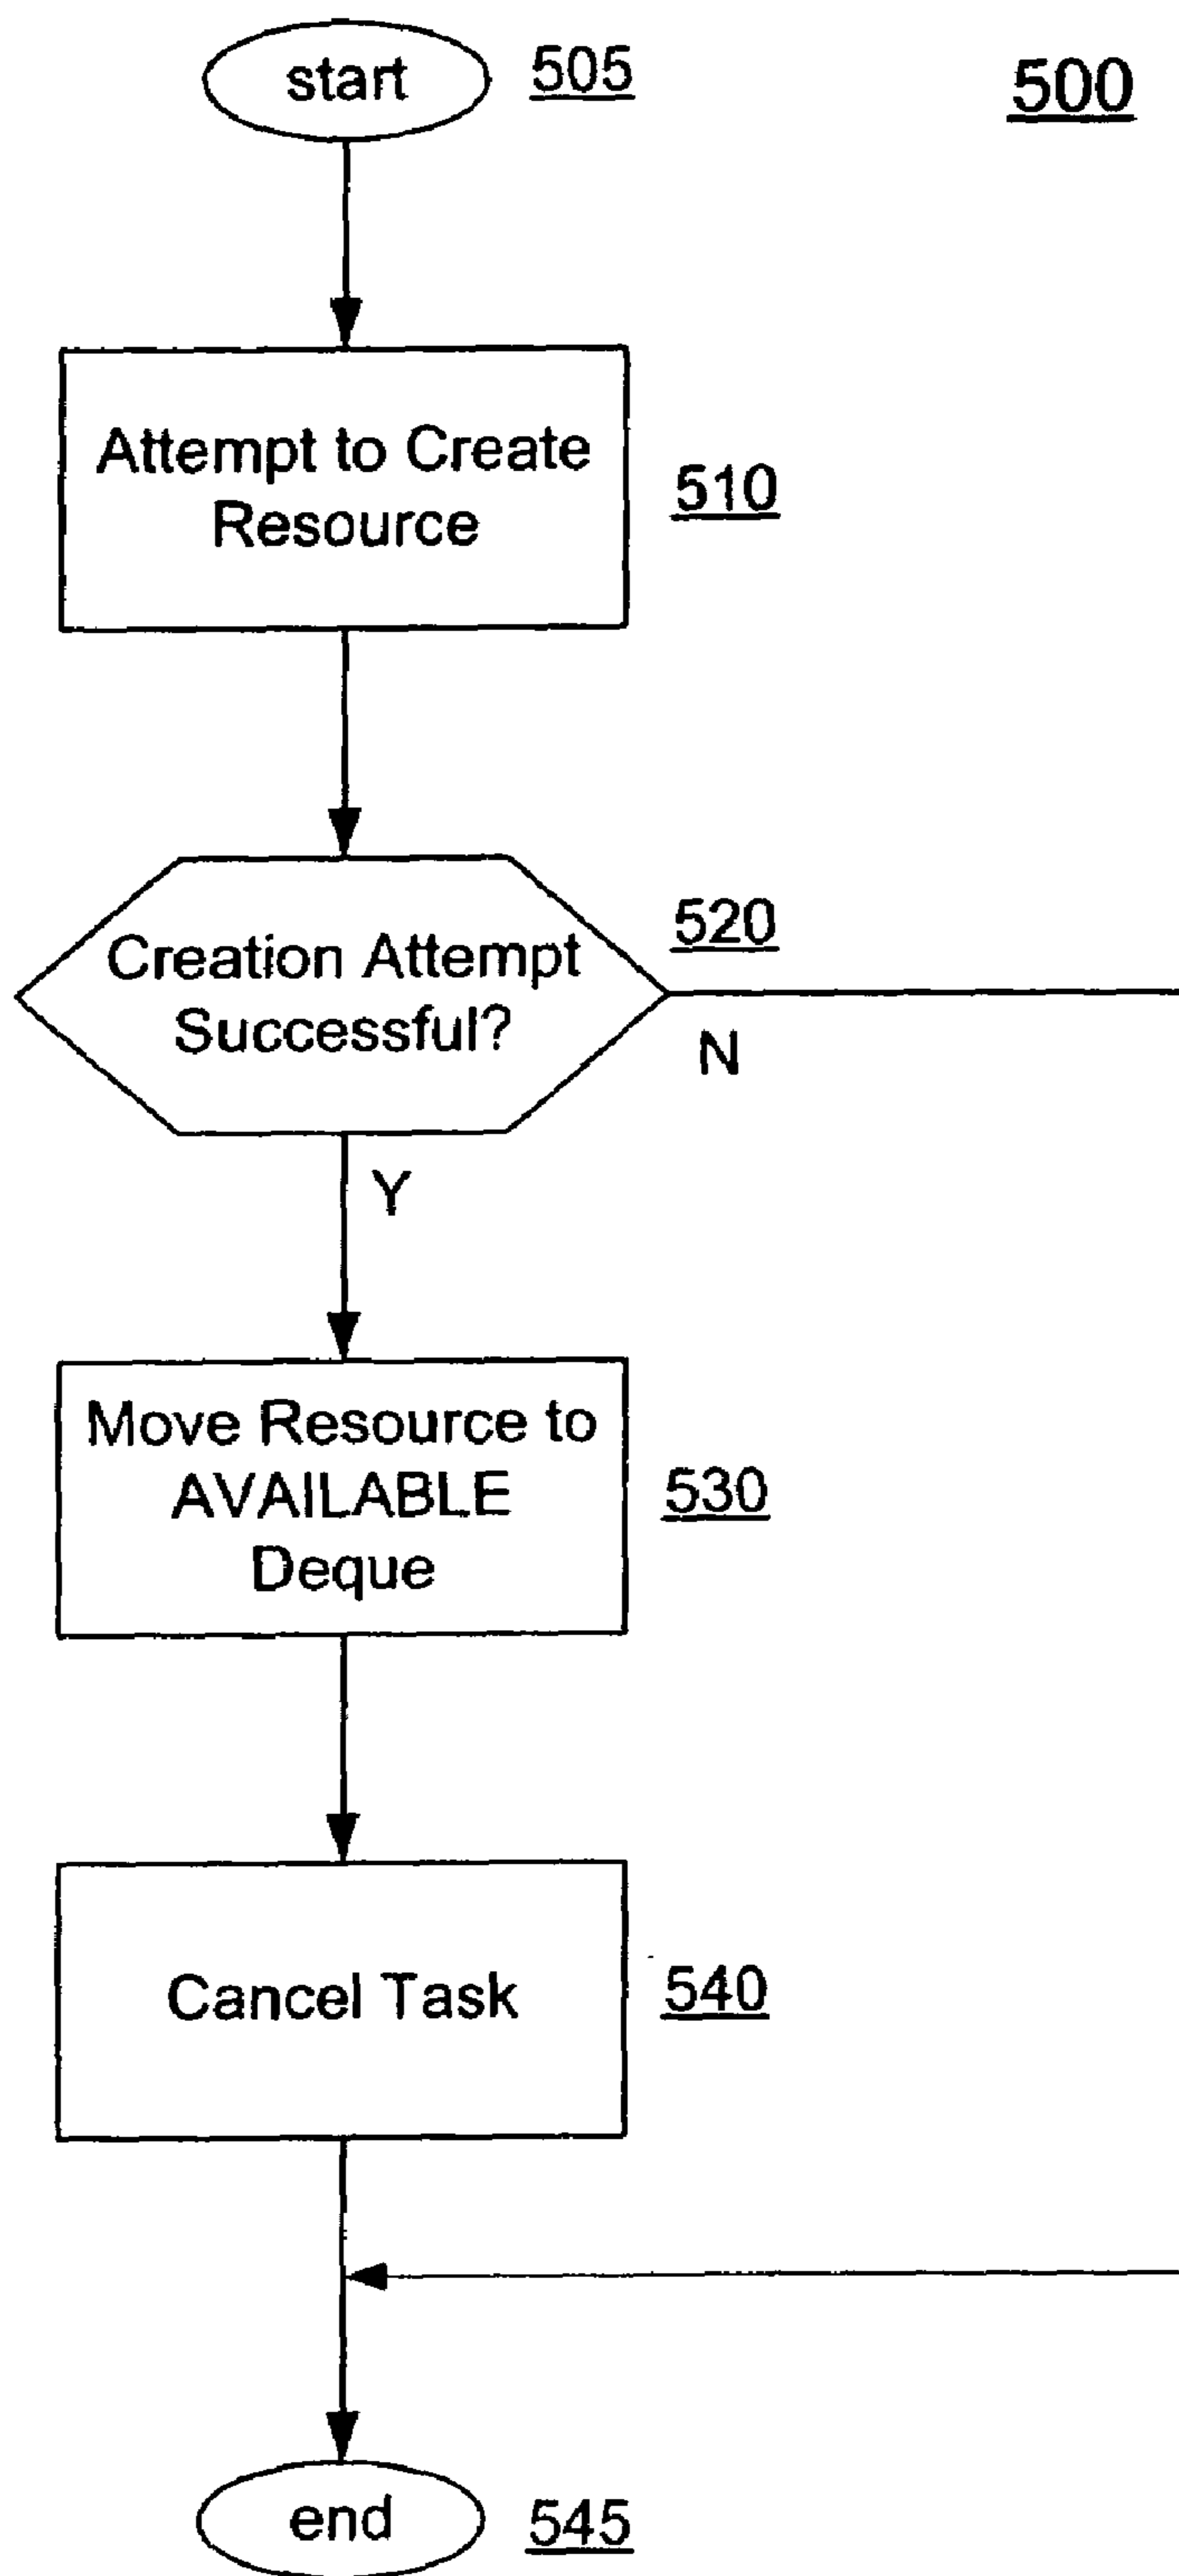 start
505
500
Attempt to Create
Resource
510
Creation Attempt
Successful?
520
N
Y
Move Resource to
AVAILABLE
Deque
530
Cancel Task
540
end
545